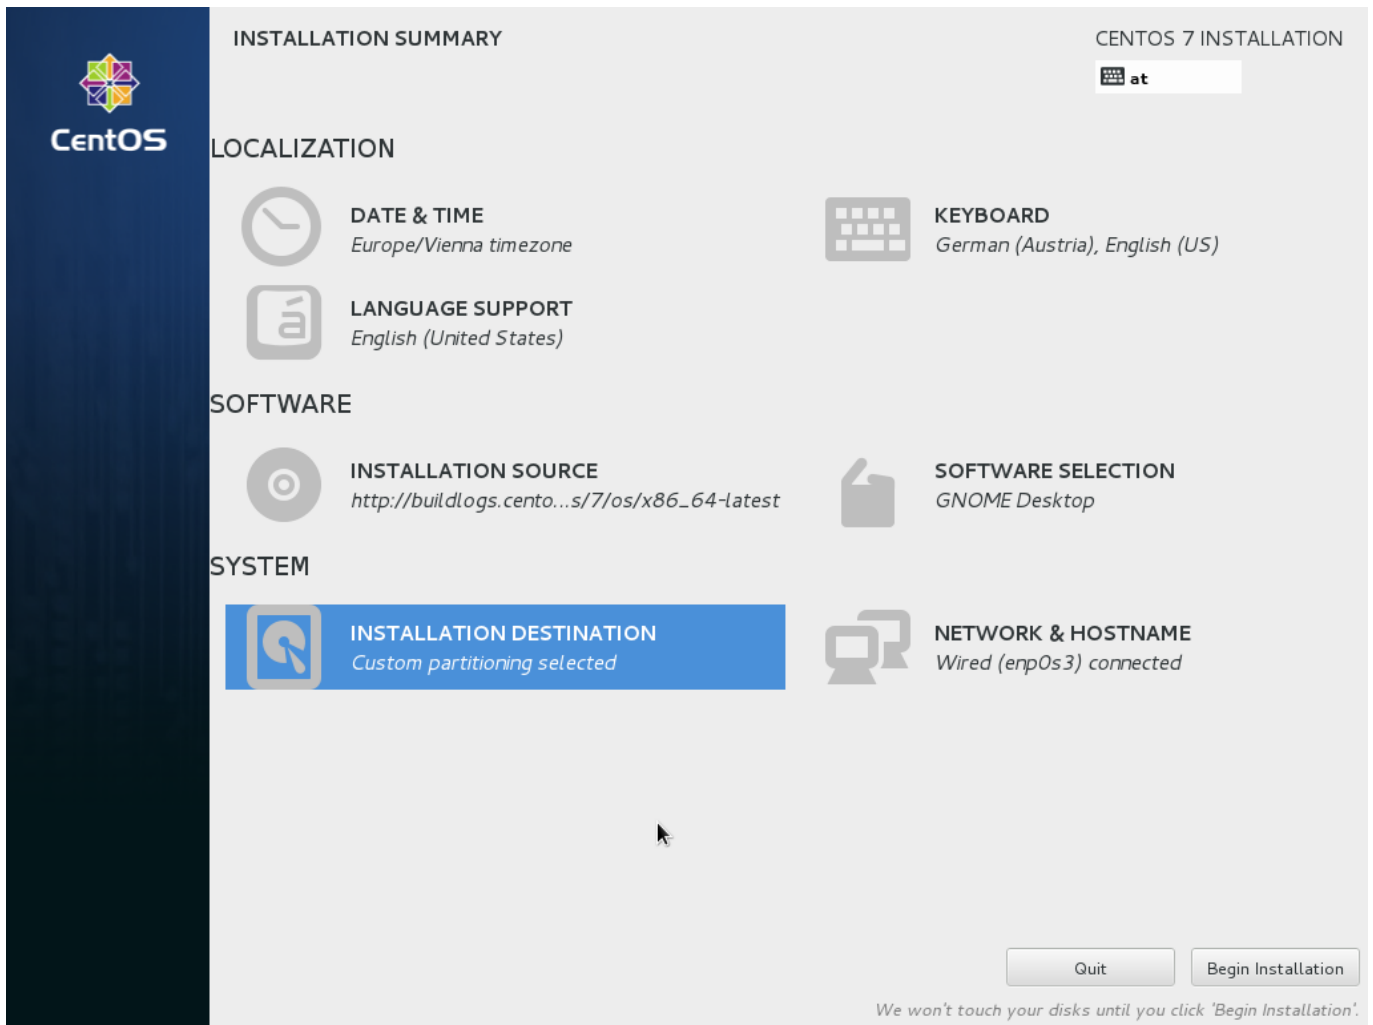 INSTALLATION SUMMARY
CENTOS 7 INSTALLATION
at
CentOS
LOCALIZATION
DATE & TIME
Europe/Vienna timezone
KEYBOARD
German (Austria), English (US)
á
LANGUAGE SUPPORT
English (United States)
SOFTWARE
INSTALLATION SOURCE
http://buildlogs.cento...s/7/os/x86_64-latest
SOFTWARE SELECTION
GNOME Desktop
SYSTEM
INSTALLATION DESTINATION
Custom partitioning selected
NETWORK & HOSTNAME
Wired (enp0s3) connected
Quit
Begin Installation
We won't touch your disks until you click 'Begin Installation'.